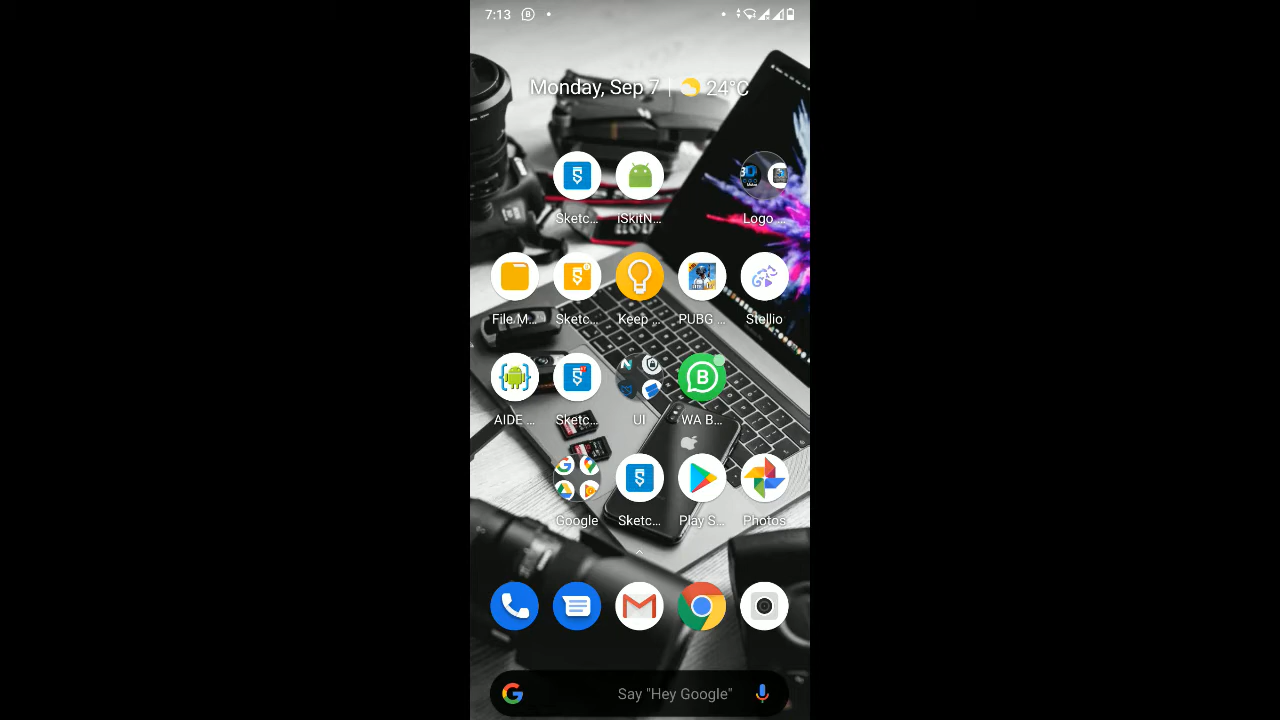 7:13
Monday, Sep 7 | 24°C
Sketc... iSkitN... Logo ...
File M... Sketc... Keep ... PUBG ... Stellio
AIDE ... Sketc... UI WA B...
Google Sketc... Play S... Photos
Say "Hey Google"